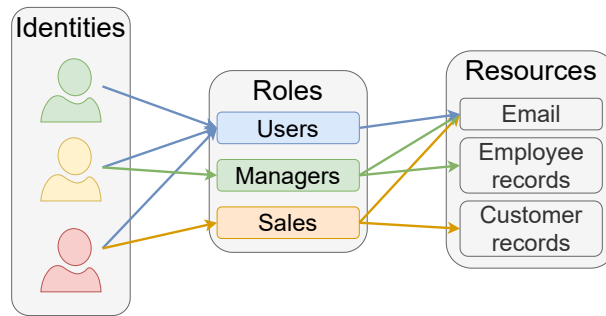 Identities
Roles
Users
Managers
Sales
Resources
Email
Employee
records
Customer
records